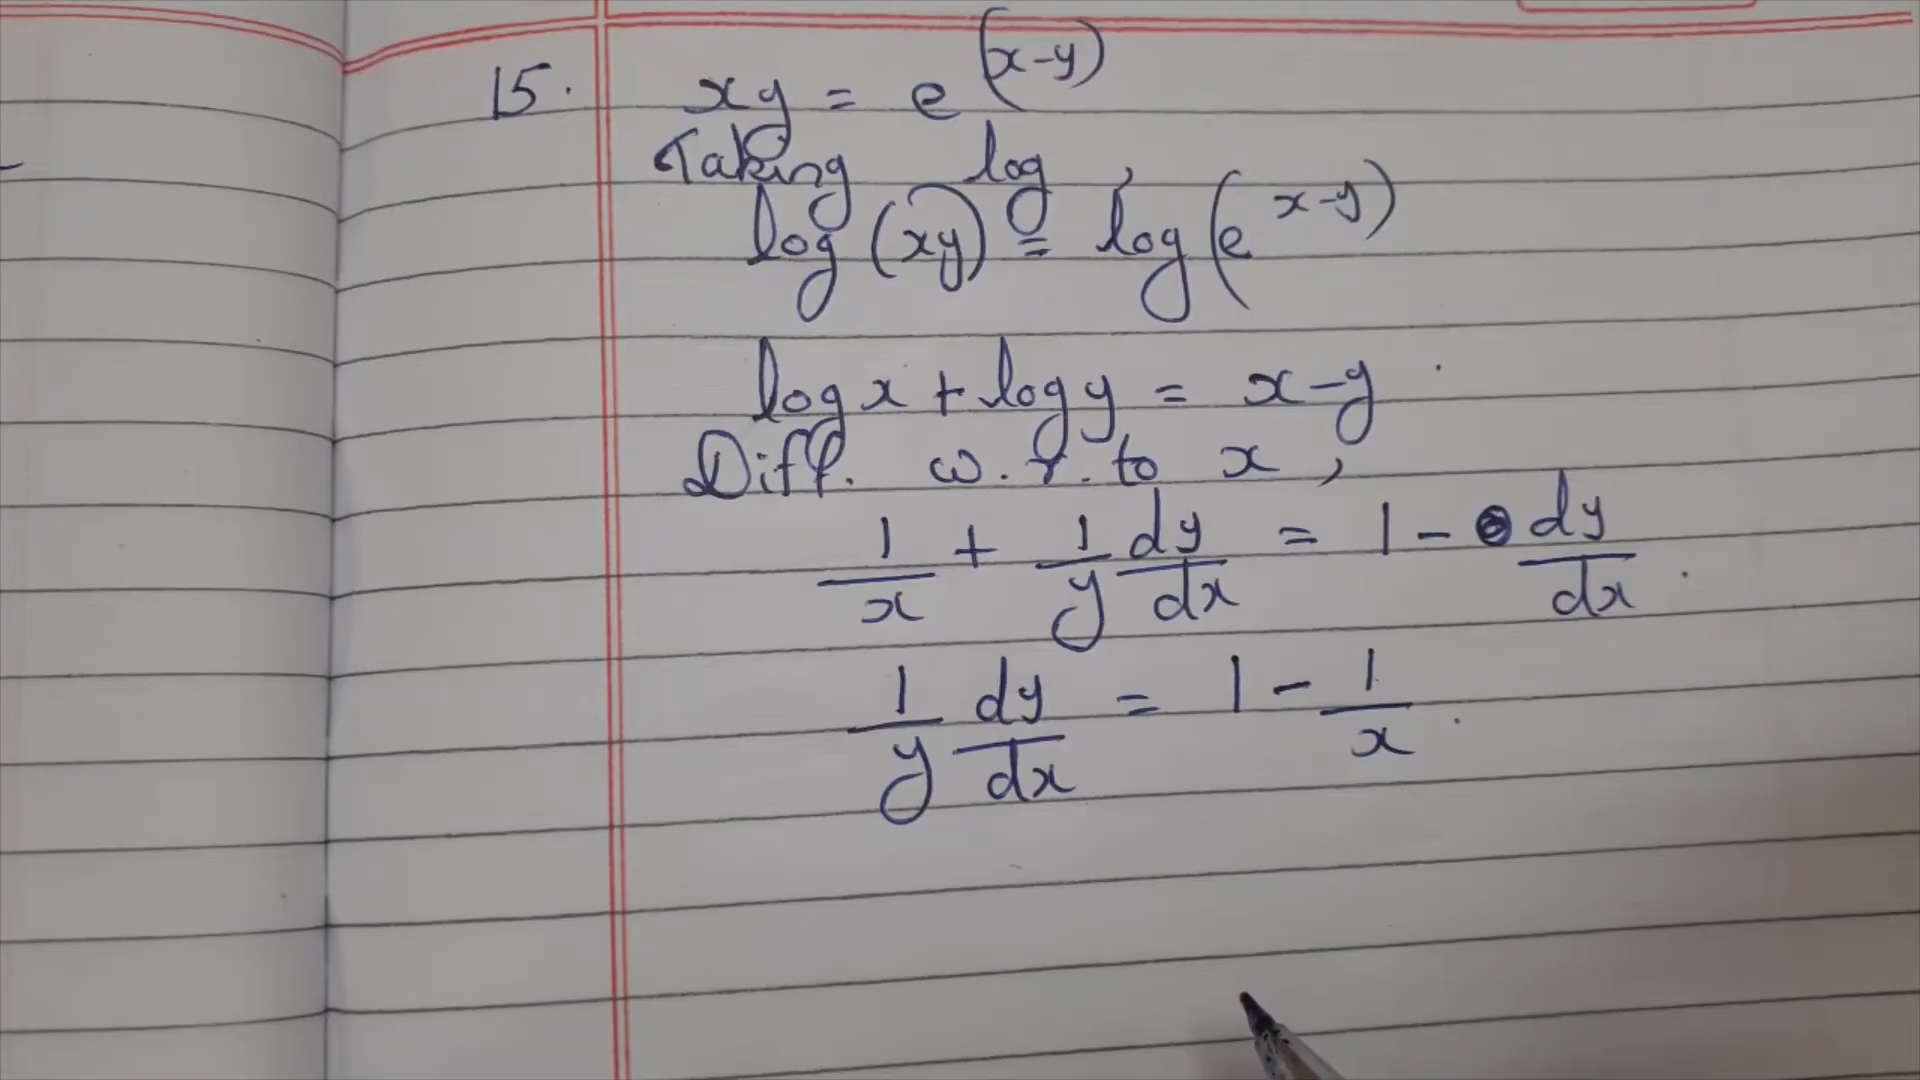 15. xy = e^(x-y)
Taking log,
log(xy) = log(e^x-y)
log x + log y = x-y
Diff. w.r. to x,
1/x + 1/y dy/dx = 1 - dy/dx
1/y dy/dx = 1 - 1/x